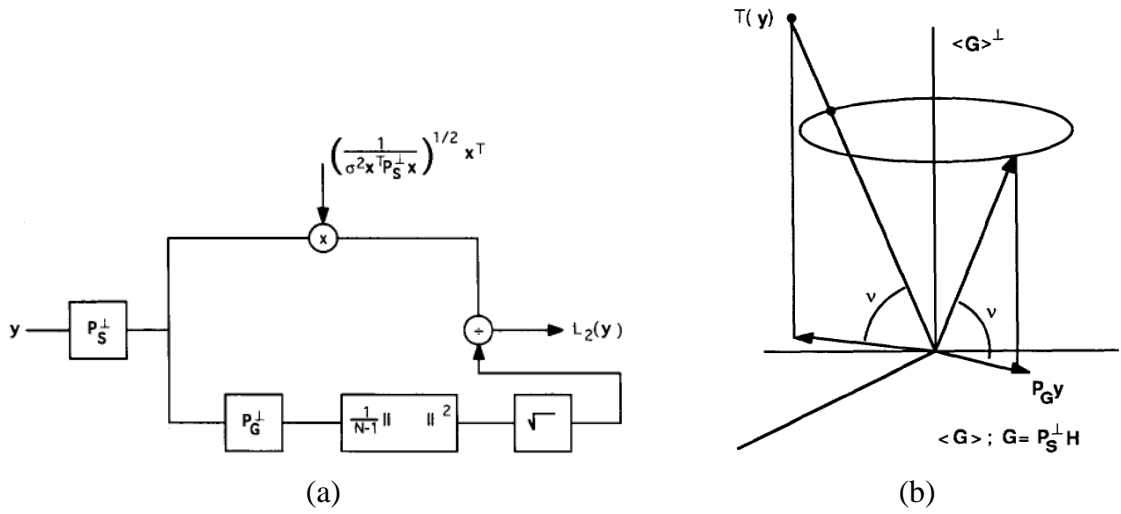 (1/(σ²xᵀP_S^⊥x))^{1/2} xᵀ
x
y
P_S^⊥
÷
L₂(y)
P_G^⊥
1/(N-1) || ||²
√
(a)
T(y)
<G>^⊥
ν
ν
P_G y
<G> ; G = P_S^⊥ H
(b)